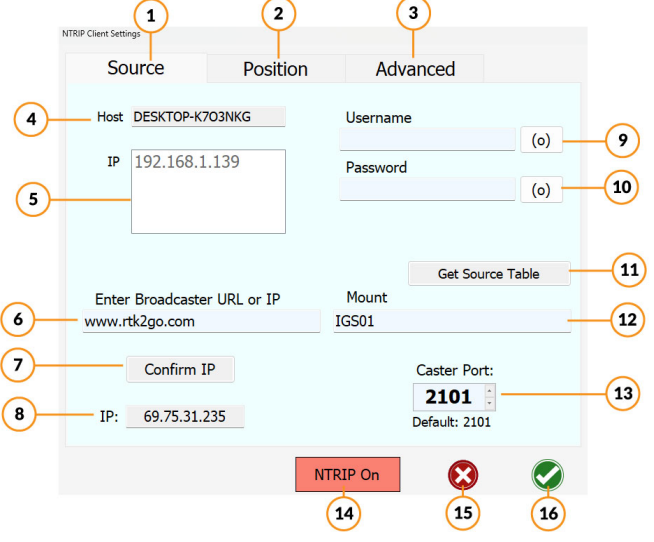 1
2
3
NTRIP Client Settings
Source Position Advanced
4
Host DESKTOP-K7O3NKG
Username
(o)
9
IP 192.168.1.139
5
Password
(o)
10
Get Source Table
11
Enter Broadcaster URL or IP
Mount
6
www.rtk2go.com
IGS01
12
7
Confirm IP
Caster Port:
2101
13
8
IP: 69.75.31.235
Default: 2101
NTRIP On
14
15
16